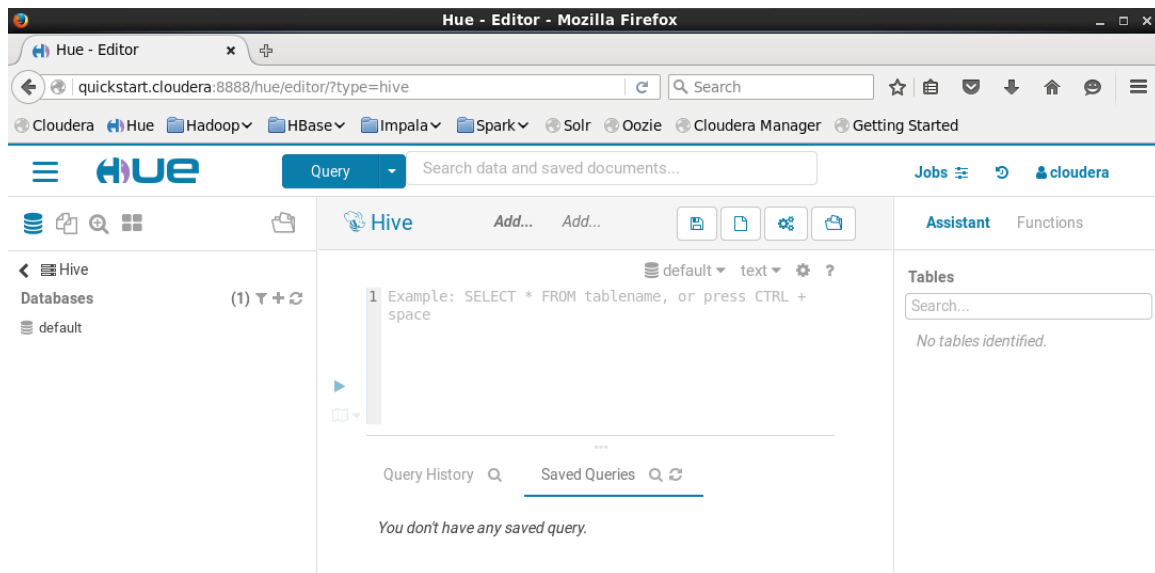 Hue - Editor - Mozilla Firefox
Hue - Editor
quickstart.cloudera:8888/hue/editor/?type=hive
Search
Cloudera Hue Hadoop HBase Impala Spark Solr Oozie Cloudera Manager Getting Started
HUE
Query
Search data and saved documents...
Jobs
cloudera
Hive
Add... Add...
Assistant Functions
Hive
Databases (1)
default
default text ?
1 Example: SELECT * FROM tablename, or press CTRL +
space
Tables
Search...
No tables identified.
Query History Saved Queries
You don't have any saved query.